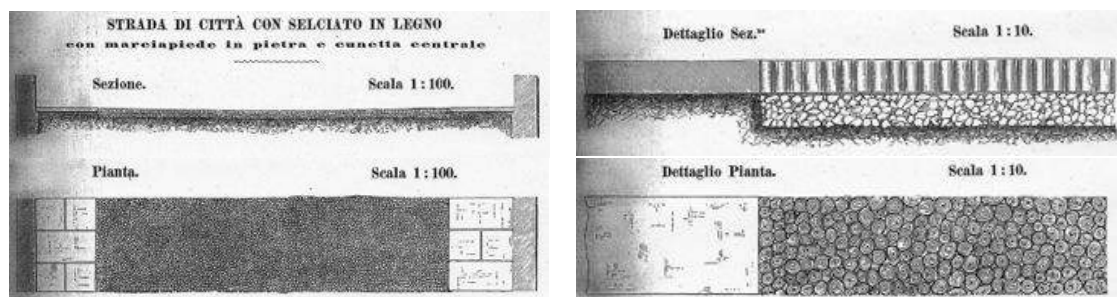 STRADA DI CITTÀ CON SELCIATO IN LEGNO
con marciapiede in pietra e cunetta centrale
Sezione. Scala 1:100.
Pianta. Scala 1:100.
Dettaglio Sez.ne Scala 1:10.
Dettaglio Pianta. Scala 1:10.